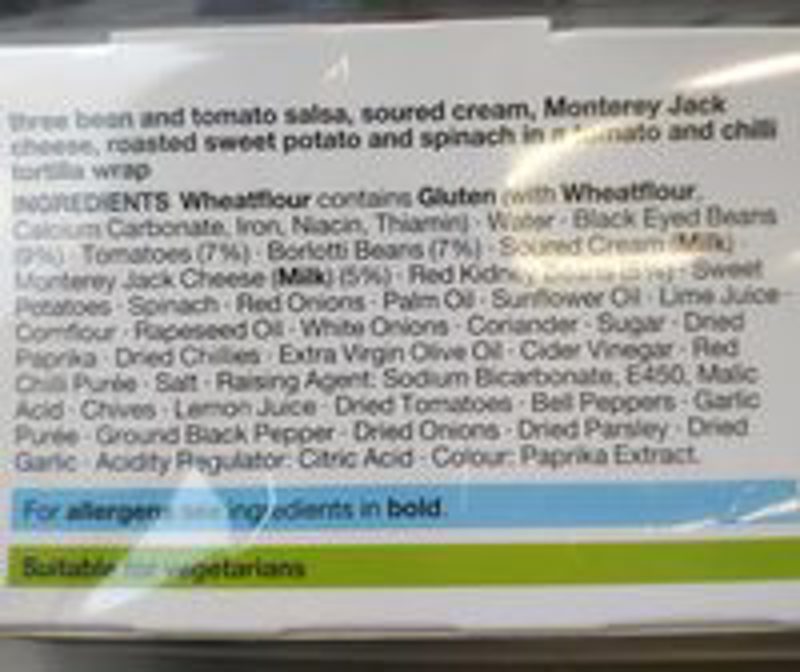 three bean and tomato salsa, soured cream, Monterey Jack
cheese, roasted sweet potato and spinach in a tomato and chilli
tortilla wrap
INGREDIENTS Wheatflour contains Gluten (with Wheatflour,
Calcium Carbonate, Iron, Niacin, Thiamin) · Water · Black Eyed Beans
(9%) · Tomatoes (7%) · Borlotti Beans (7%) · Soured Cream (Milk) ·
Monterey Jack Cheese (Milk) (5%) · Red Kidney Beans (5%) · Sweet
Potatoes · Spinach · Red Onions · Palm Oil · Sunflower Oil · Lime Juice ·
Cornflour · Rapeseed Oil · White Onions · Coriander · Sugar · Dried
Paprika · Dried Chillies · Extra Virgin Olive Oil · Cider Vinegar · Red
Chilli Purée · Salt · Raising Agent: Sodium Bicarbonate, E450, Malic
Acid · Chives · Lemon Juice · Dried Tomatoes · Bell Peppers · Garlic
Purée · Ground Black Pepper · Dried Onions · Dried Parsley · Dried
Garlic · Acidity Regulator: Citric Acid · Colour: Paprika Extract.
For allergens see ingredients in bold.
Suitable for vegetarians